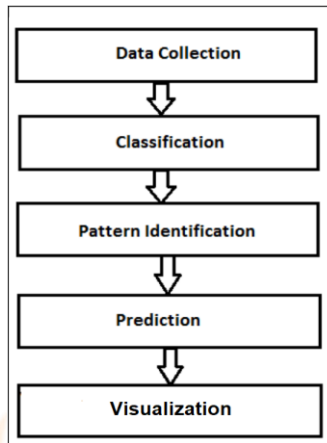 Data Collection
Classification
Pattern Identification
Prediction
Visualization